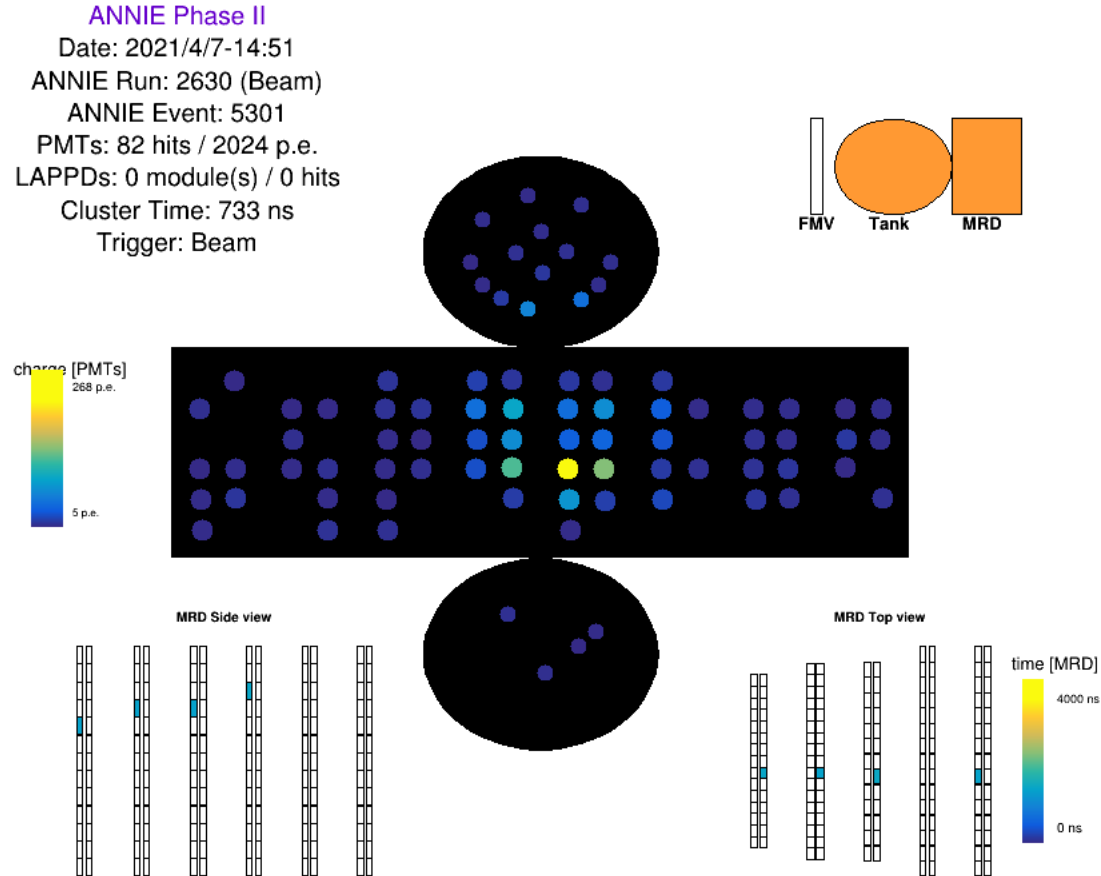 ANNIE Phase II
Date: 2021/4/7-14:51
ANNIE Run: 2630 (Beam)
ANNIE Event: 5301
PMTs: 82 hits / 2024 p.e.
LAPPDs: 0 module(s) / 0 hits
Cluster Time: 733 ns
Trigger: Beam
FMV Tank MRD
charge [PMTs]
268 p.e.
5 p.e.
MRD Side view
MRD Top view
time [MRD]
4000 ns
0 ns